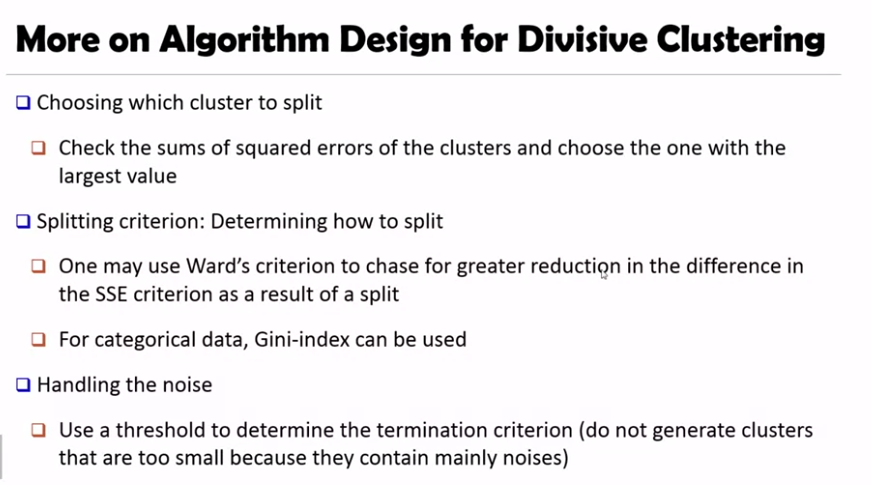 More on Algorithm Design for Divisive Clustering
Choosing which cluster to split
Check the sums of squared errors of the clusters and choose the one with the
largest value
Splitting criterion: Determining how to split
One may use Ward's criterion to chase for greater reduction in the difference in
the SSE criterion as a result of a split
For categorical data, Gini-index can be used
Handling the noise
Use a threshold to determine the termination criterion (do not generate clusters
that are too small because they contain mainly noises)